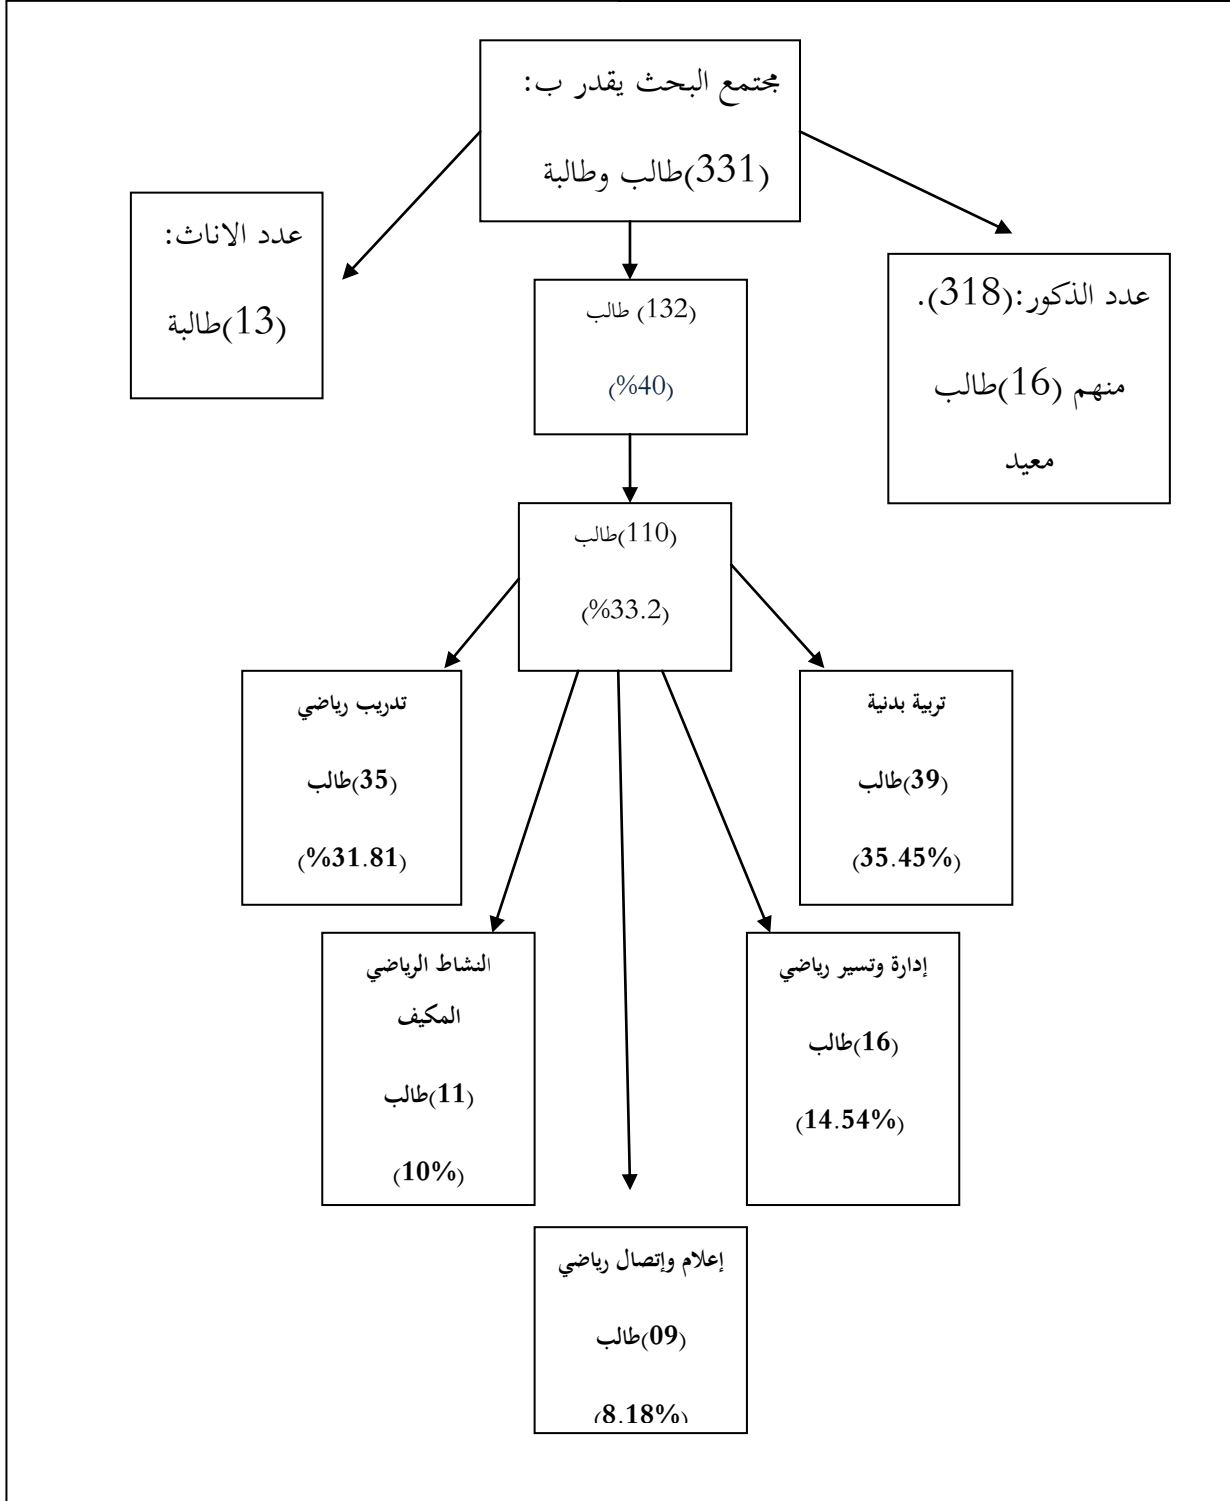 مجتمع البحث يقدر ب:
(331)طالب وطالبة
عدد الذكور:(318).
منهم (16)طالب
معيد
عدد الاناث:
(13)طالبة
(132) طالب
(%40)
(110)طالب
(%33.2)
تربية بدنية
(39)طالب
(35.45%)
تدريب رياضي
(35)طالب
(%31.81)
إدارة وتسير رياضي
(16)طالب
(14.54%)
النشاط الرياضي
المكيف
(11)طالب
(10%)
إعلام وإتصال رياضي
(09)طالب
(8.18%)